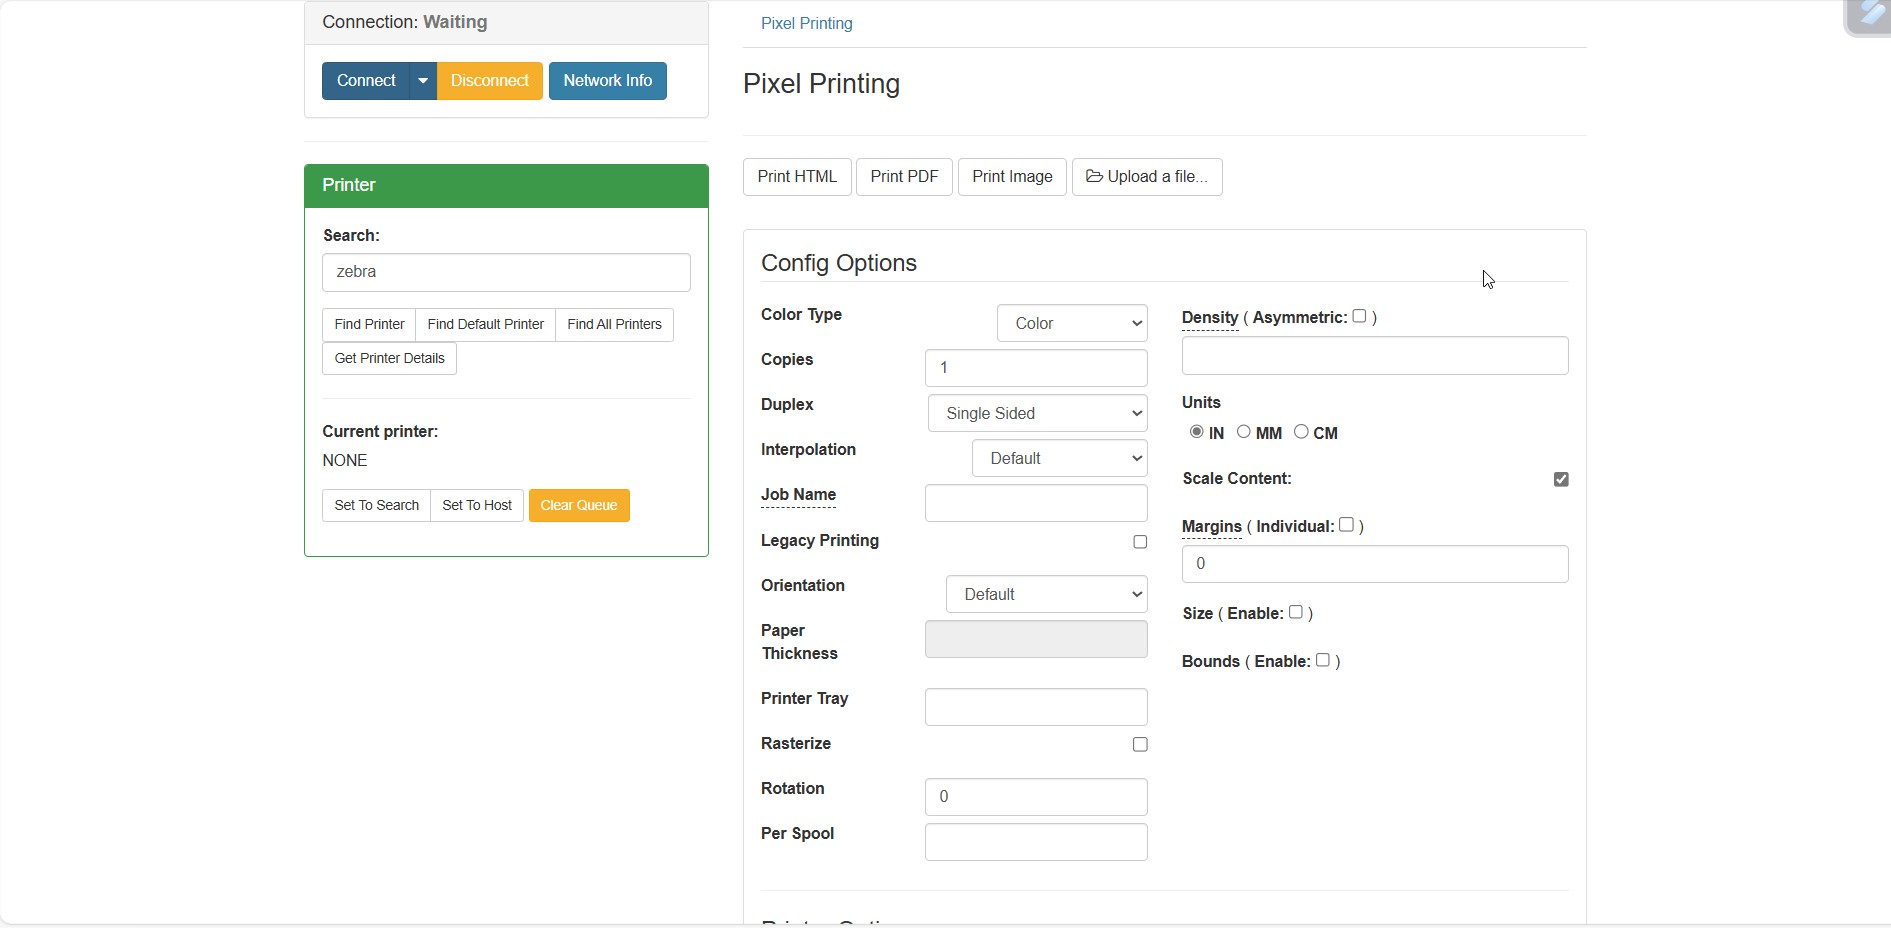 Connection: Waiting
Connect
Disconnect
Network Info
Printer
Search:
zebra
Find Printer
Find Default Printer
Find All Printers
Get Printer Details
Current printer:
NONE
Set To Search
Set To Host
Clear Queue
Pixel Printing
Pixel Printing
Print HTML
Print PDF
Print Image
Upload a file...
Config Options
Color Type
Color
Copies
1
Duplex
Single Sided
Interpolation
Default
Job Name
Legacy Printing
Orientation
Default
Paper
Thickness
Printer Tray
Rasterize
Rotation
0
Per Spool
Density ( Asymmetric: )
Units
IN MM CM
Scale Content:
Margins ( Individual: )
0
Size ( Enable: )
Bounds ( Enable: )